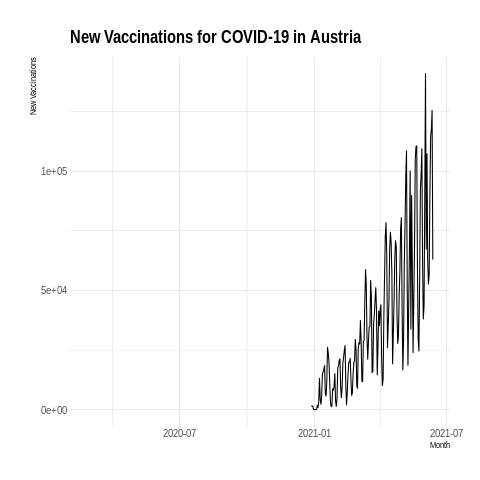 New Vaccinations for COVID-19 in Austria
New Vaccinations
1e+05
5e+04
0e+00
2020-07
2021-01
2021-07
Month